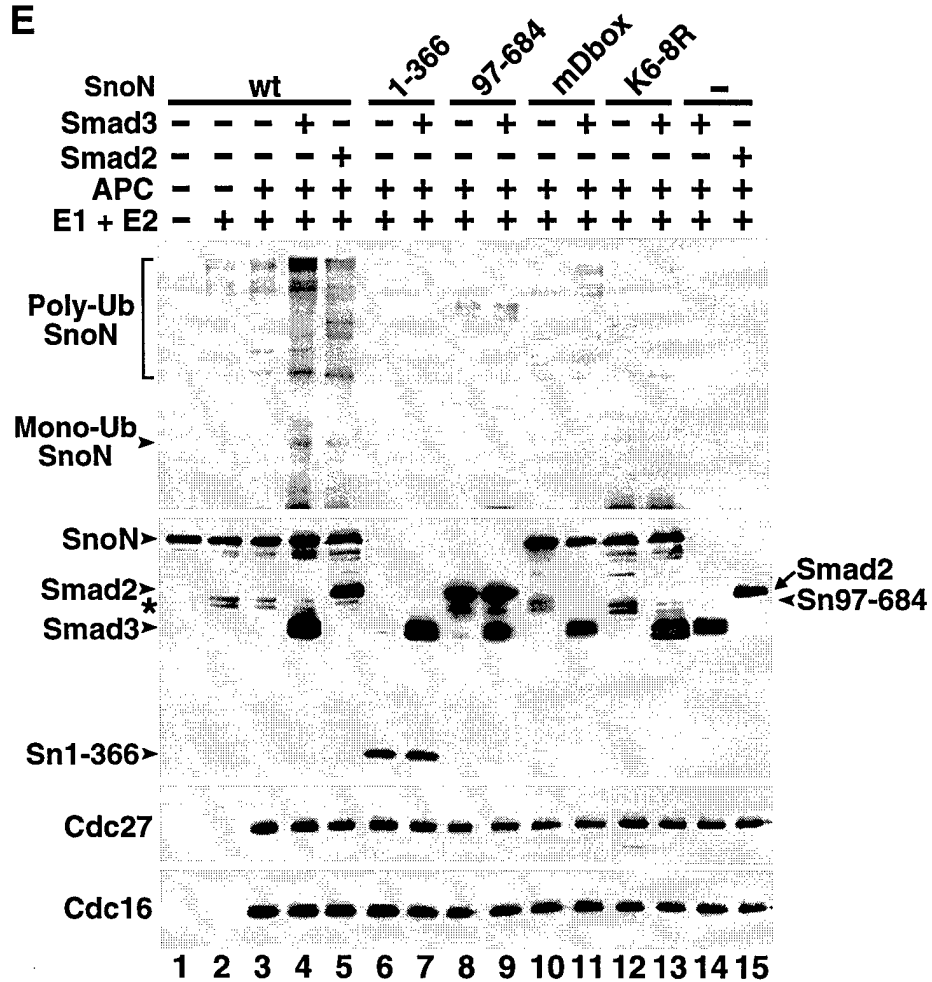 E
SnoN wt 1-366 97-684 mDbox K6-8R –
Smad3 – – – + – – + – + – + – + + –
Smad2 – – – – + – – – – – – – – – +
APC – – + + + + + + + + + + + + +
E1 + E2 – + + + + + + + + + + + + + +
Poly-Ub
SnoN
Mono-Ub
SnoN
SnoN
Smad2
*
Smad3
Smad2
Sn97-684
Sn1-366
Cdc27
Cdc16
1 2 3 4 5 6 7 8 9 10 11 12 13 14 15